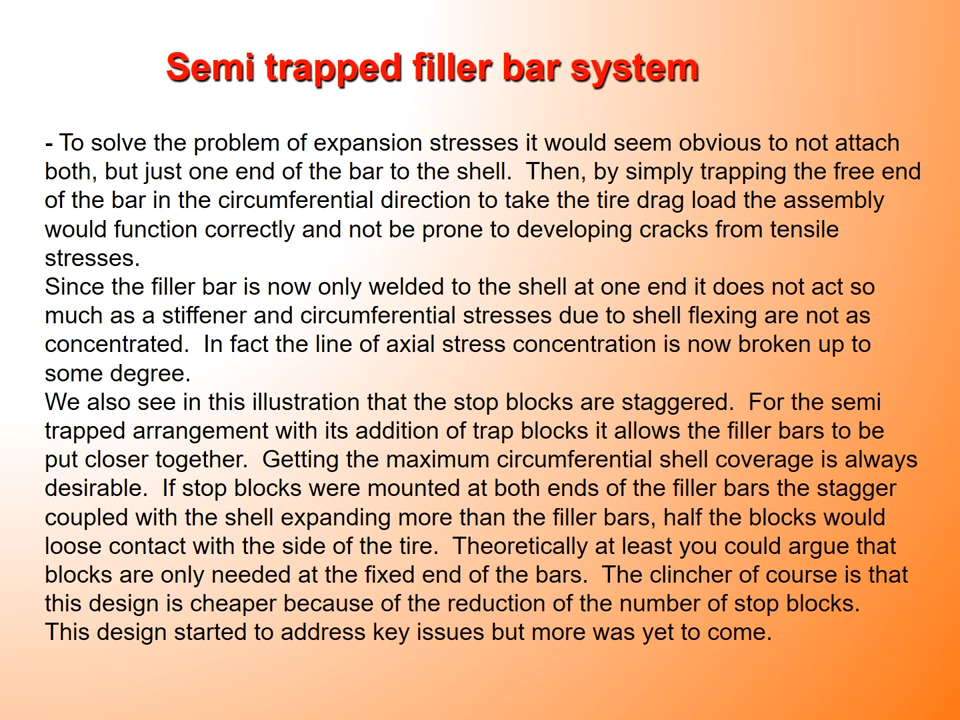 Semi trapped filler bar system
- To solve the problem of expansion stresses it would seem obvious to not attach
both, but just one end of the bar to the shell.  Then, by simply trapping the free end
of the bar in the circumferential direction to take the tire drag load the assembly
would function correctly and not be prone to developing cracks from tensile
stresses.
Since the filler bar is now only welded to the shell at one end it does not act so
much as a stiffener and circumferential stresses due to shell flexing are not as
concentrated.  In fact the line of axial stress concentration is now broken up to
some degree.
We also see in this illustration that the stop blocks are staggered.  For the semi
trapped arrangement with its addition of trap blocks it allows the filler bars to be
put closer together.  Getting the maximum circumferential shell coverage is always
desirable.  If stop blocks were mounted at both ends of the filler bars the stagger
coupled with the shell expanding more than the filler bars, half the blocks would
loose contact with the side of the tire.  Theoretically at least you could argue that
blocks are only needed at the fixed end of the bars.  The clincher of course is that
this design is cheaper because of the reduction of the number of stop blocks.
This design started to address key issues but more was yet to come.